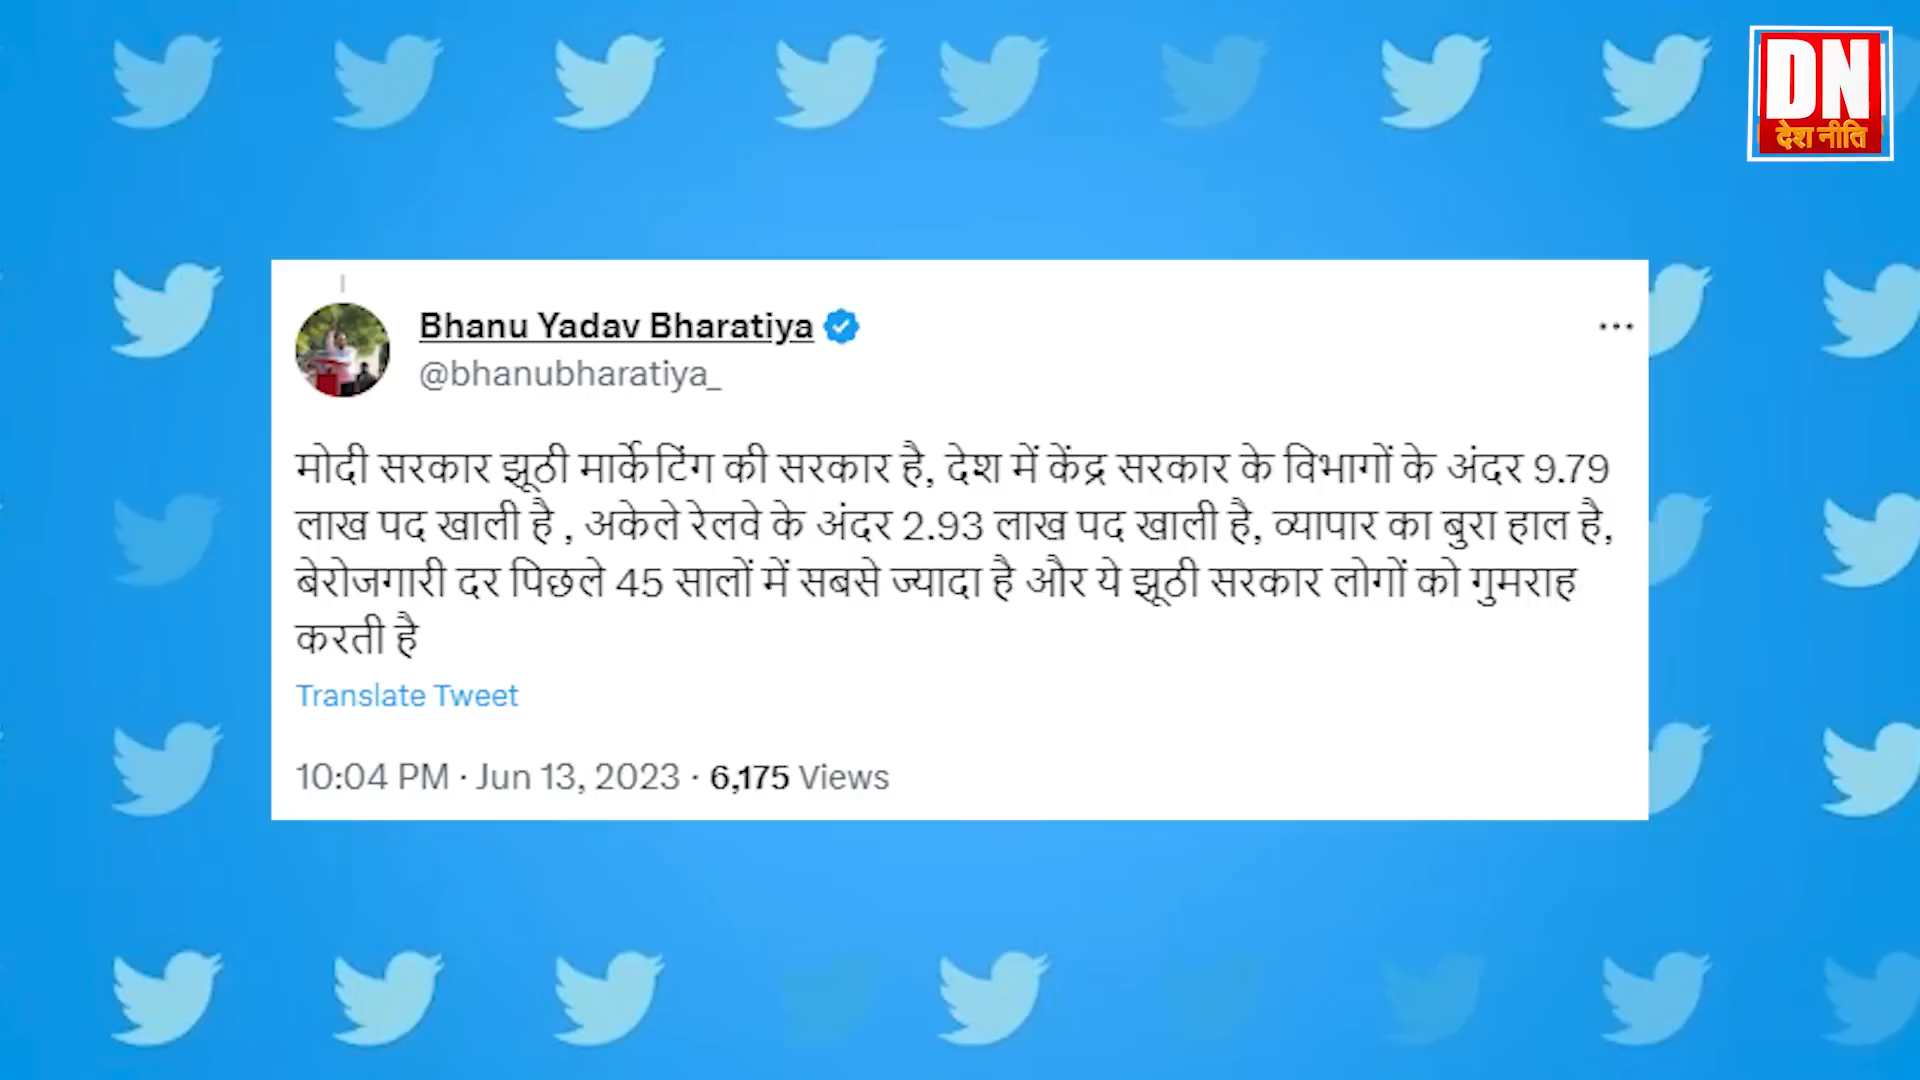 DN
देश नीति
Bhanu Yadav Bharatiya
@bhanubharatiya_
मोदी सरकार झूठी मार्केटिंग की सरकार है, देश में केंद्र सरकार के विभागों के अंदर 9.79
लाख पद खाली है , अकेले रेलवे के अंदर 2.93 लाख पद खाली है, व्यापार का बुरा हाल है,
बेरोजगारी दर पिछले 45 सालों में सबसे ज्यादा है और ये झूठी सरकार लोगों को गुमराह
करती है
Translate Tweet
10:04 PM · Jun 13, 2023 · 6,175 Views